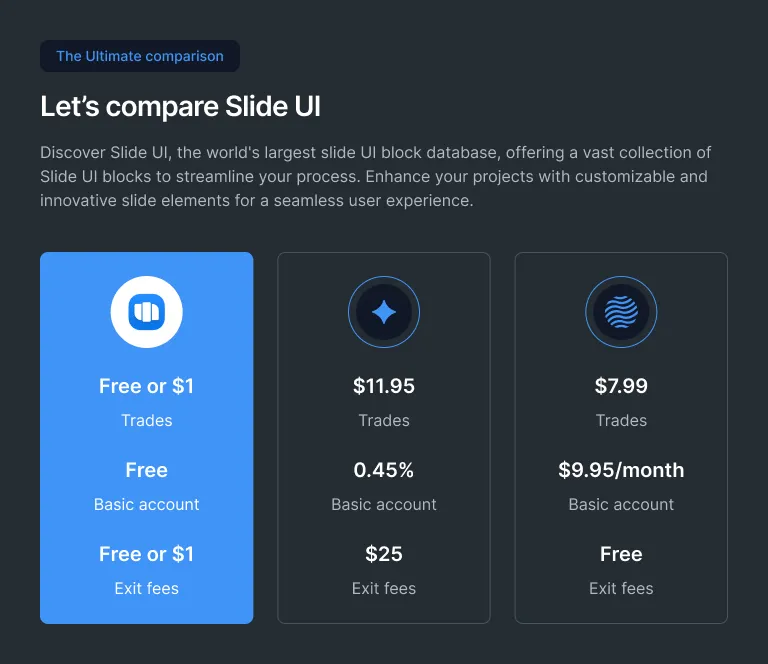 The Ultimate comparison
Let’s compare Slide UI
Discover Slide UI, the world's largest slide UI block database, offering a vast collection of
Slide UI blocks to streamline your process. Enhance your projects with customizable and
innovative slide elements for a seamless user experience.
Free or $1
Trades
Free
Basic account
Free or $1
Exit fees
$11.95
Trades
0.45%
Basic account
$25
Exit fees
$7.99
Trades
$9.95/month
Basic account
Free
Exit fees